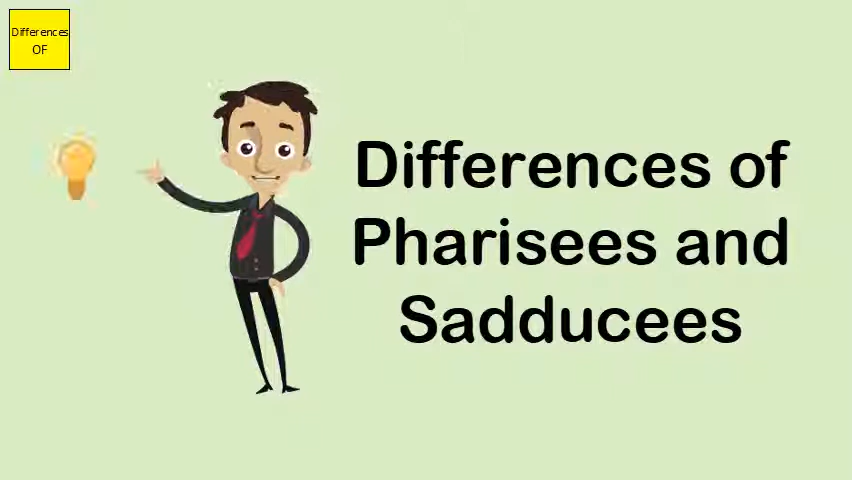 Differences
OF
Differences of
Pharisees and
Sadducees